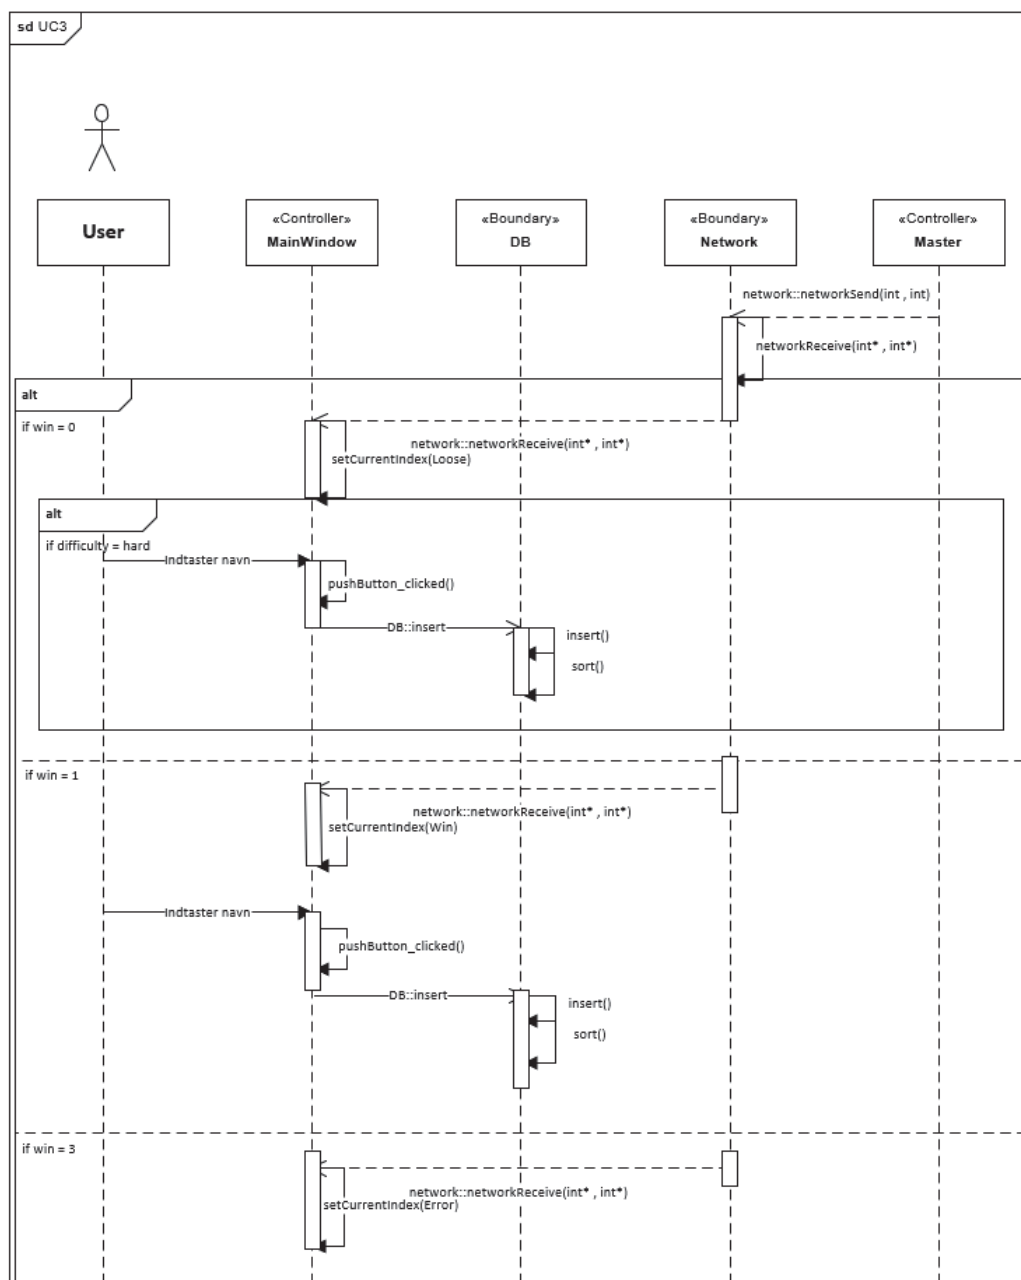 sd UC3
User
«Controller»
MainWindow
«Boundary»
DB
«Boundary»
Network
«Controller»
Master
network::networkSend(int , int)
networkReceive(int* , int*)
alt
if win = 0
network::networkReceive(int* , int*)
setCurrentIndex(Loose)
alt
if difficulty = hard
Indtaster navn
pushButton_clicked()
DB::insert
insert()
sort()
if win = 1
network::networkReceive(int* , int*)
setCurrentIndex(Win)
Indtaster navn
pushButton_clicked()
DB::insert
insert()
sort()
if win = 3
network::networkReceive(int* , int*)
setCurrentIndex(Error)